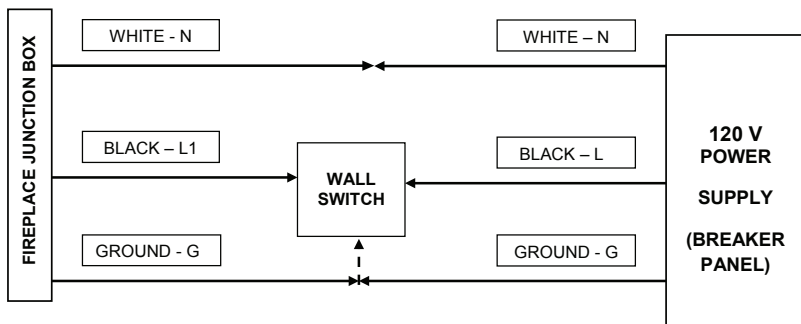 FIREPLACE JUNCTION BOX
WHITE - N
WHITE – N
BLACK – L1
WALL
SWITCH
BLACK – L
GROUND - G
GROUND - G
120 V
POWER
SUPPLY
(BREAKER
PANEL)